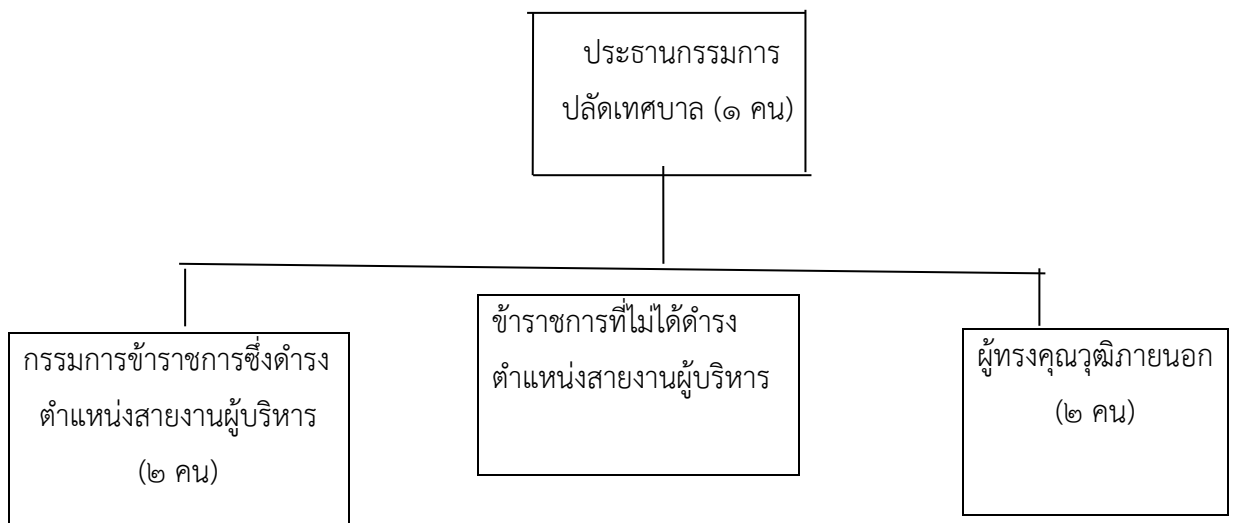 ประธานกรรมการ
ปลัดเทศบาล (๑ คน)
กรรมการข้าราชการซึ่งดำรง
ตำแหน่งสายงานผู้บริหาร
(๒ คน)
ข้าราชการที่ไม่ได้ดำรง
ตำแหน่งสายงานผู้บริหาร
ผู้ทรงคุณวุฒิภายนอก
(๒ คน)